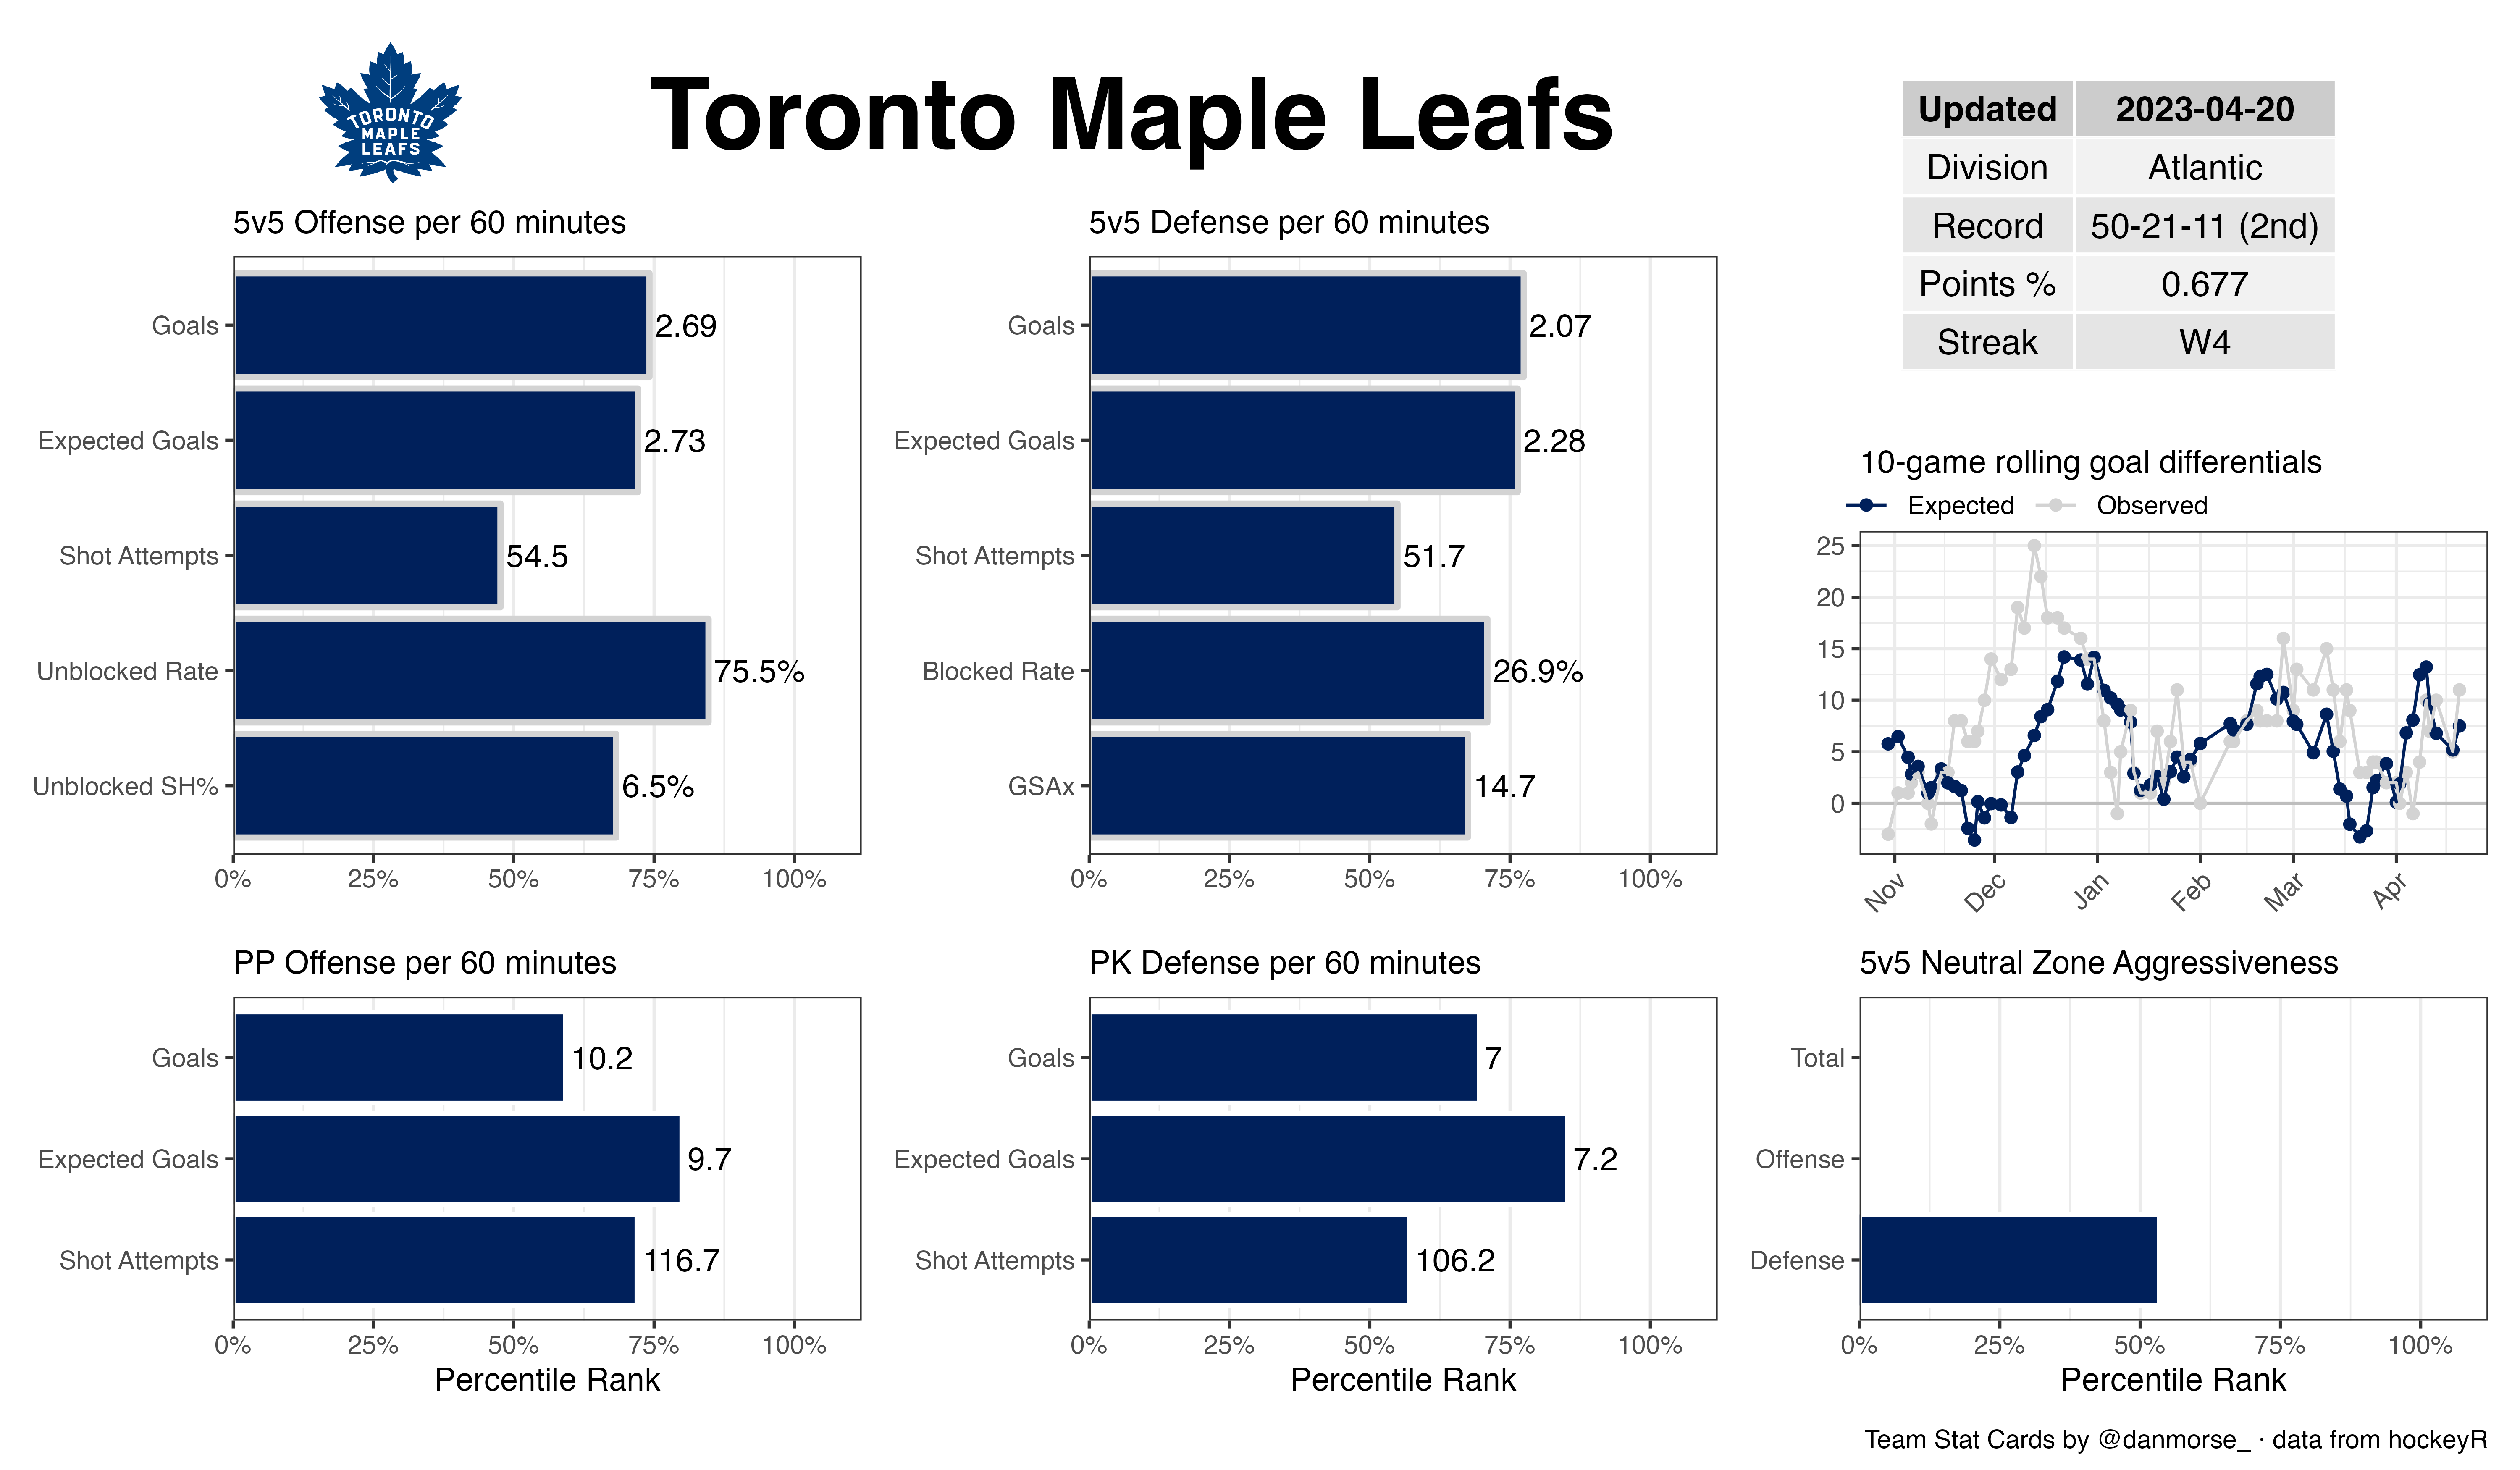 TORONTO
MAPLE
LEAFS
Toronto Maple Leafs
Updated 2023-04-20
Division Atlantic
Record 50-21-11 (2nd)
Points % 0.677
Streak W4
5v5 Offense per 60 minutes
Goals 2.69
Expected Goals 2.73
Shot Attempts 54.5
Unblocked Rate 75.5%
Unblocked SH% 6.5%
0% 25% 50% 75% 100%
5v5 Defense per 60 minutes
Goals 2.07
Expected Goals 2.28
Shot Attempts 51.7
Blocked Rate 26.9%
GSAx 14.7
0% 25% 50% 75% 100%
10-game rolling goal differentials
Expected Observed
25
20
15
10
5
0
Nov Dec Jan Feb Mar Apr
PP Offense per 60 minutes
Goals 10.2
Expected Goals 9.7
Shot Attempts 116.7
0% 25% 50% 75% 100%
Percentile Rank
PK Defense per 60 minutes
Goals 7
Expected Goals 7.2
Shot Attempts 106.2
0% 25% 50% 75% 100%
Percentile Rank
5v5 Neutral Zone Aggressiveness
Total
Offense
Defense
0% 25% 50% 75% 100%
Percentile Rank
Team Stat Cards by @danmorse_ · data from hockeyR